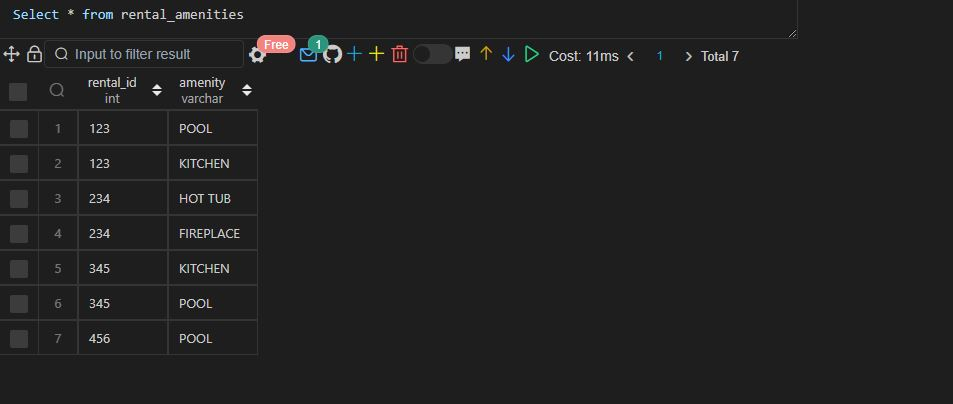 Select * from rental_amenities
Free
1
Input to filter result
Cost: 11ms 1 Total 7
rental_id amenity
int varchar
1 123 POOL
2 123 KITCHEN
3 234 HOT TUB
4 234 FIREPLACE
5 345 KITCHEN
6 345 POOL
7 456 POOL